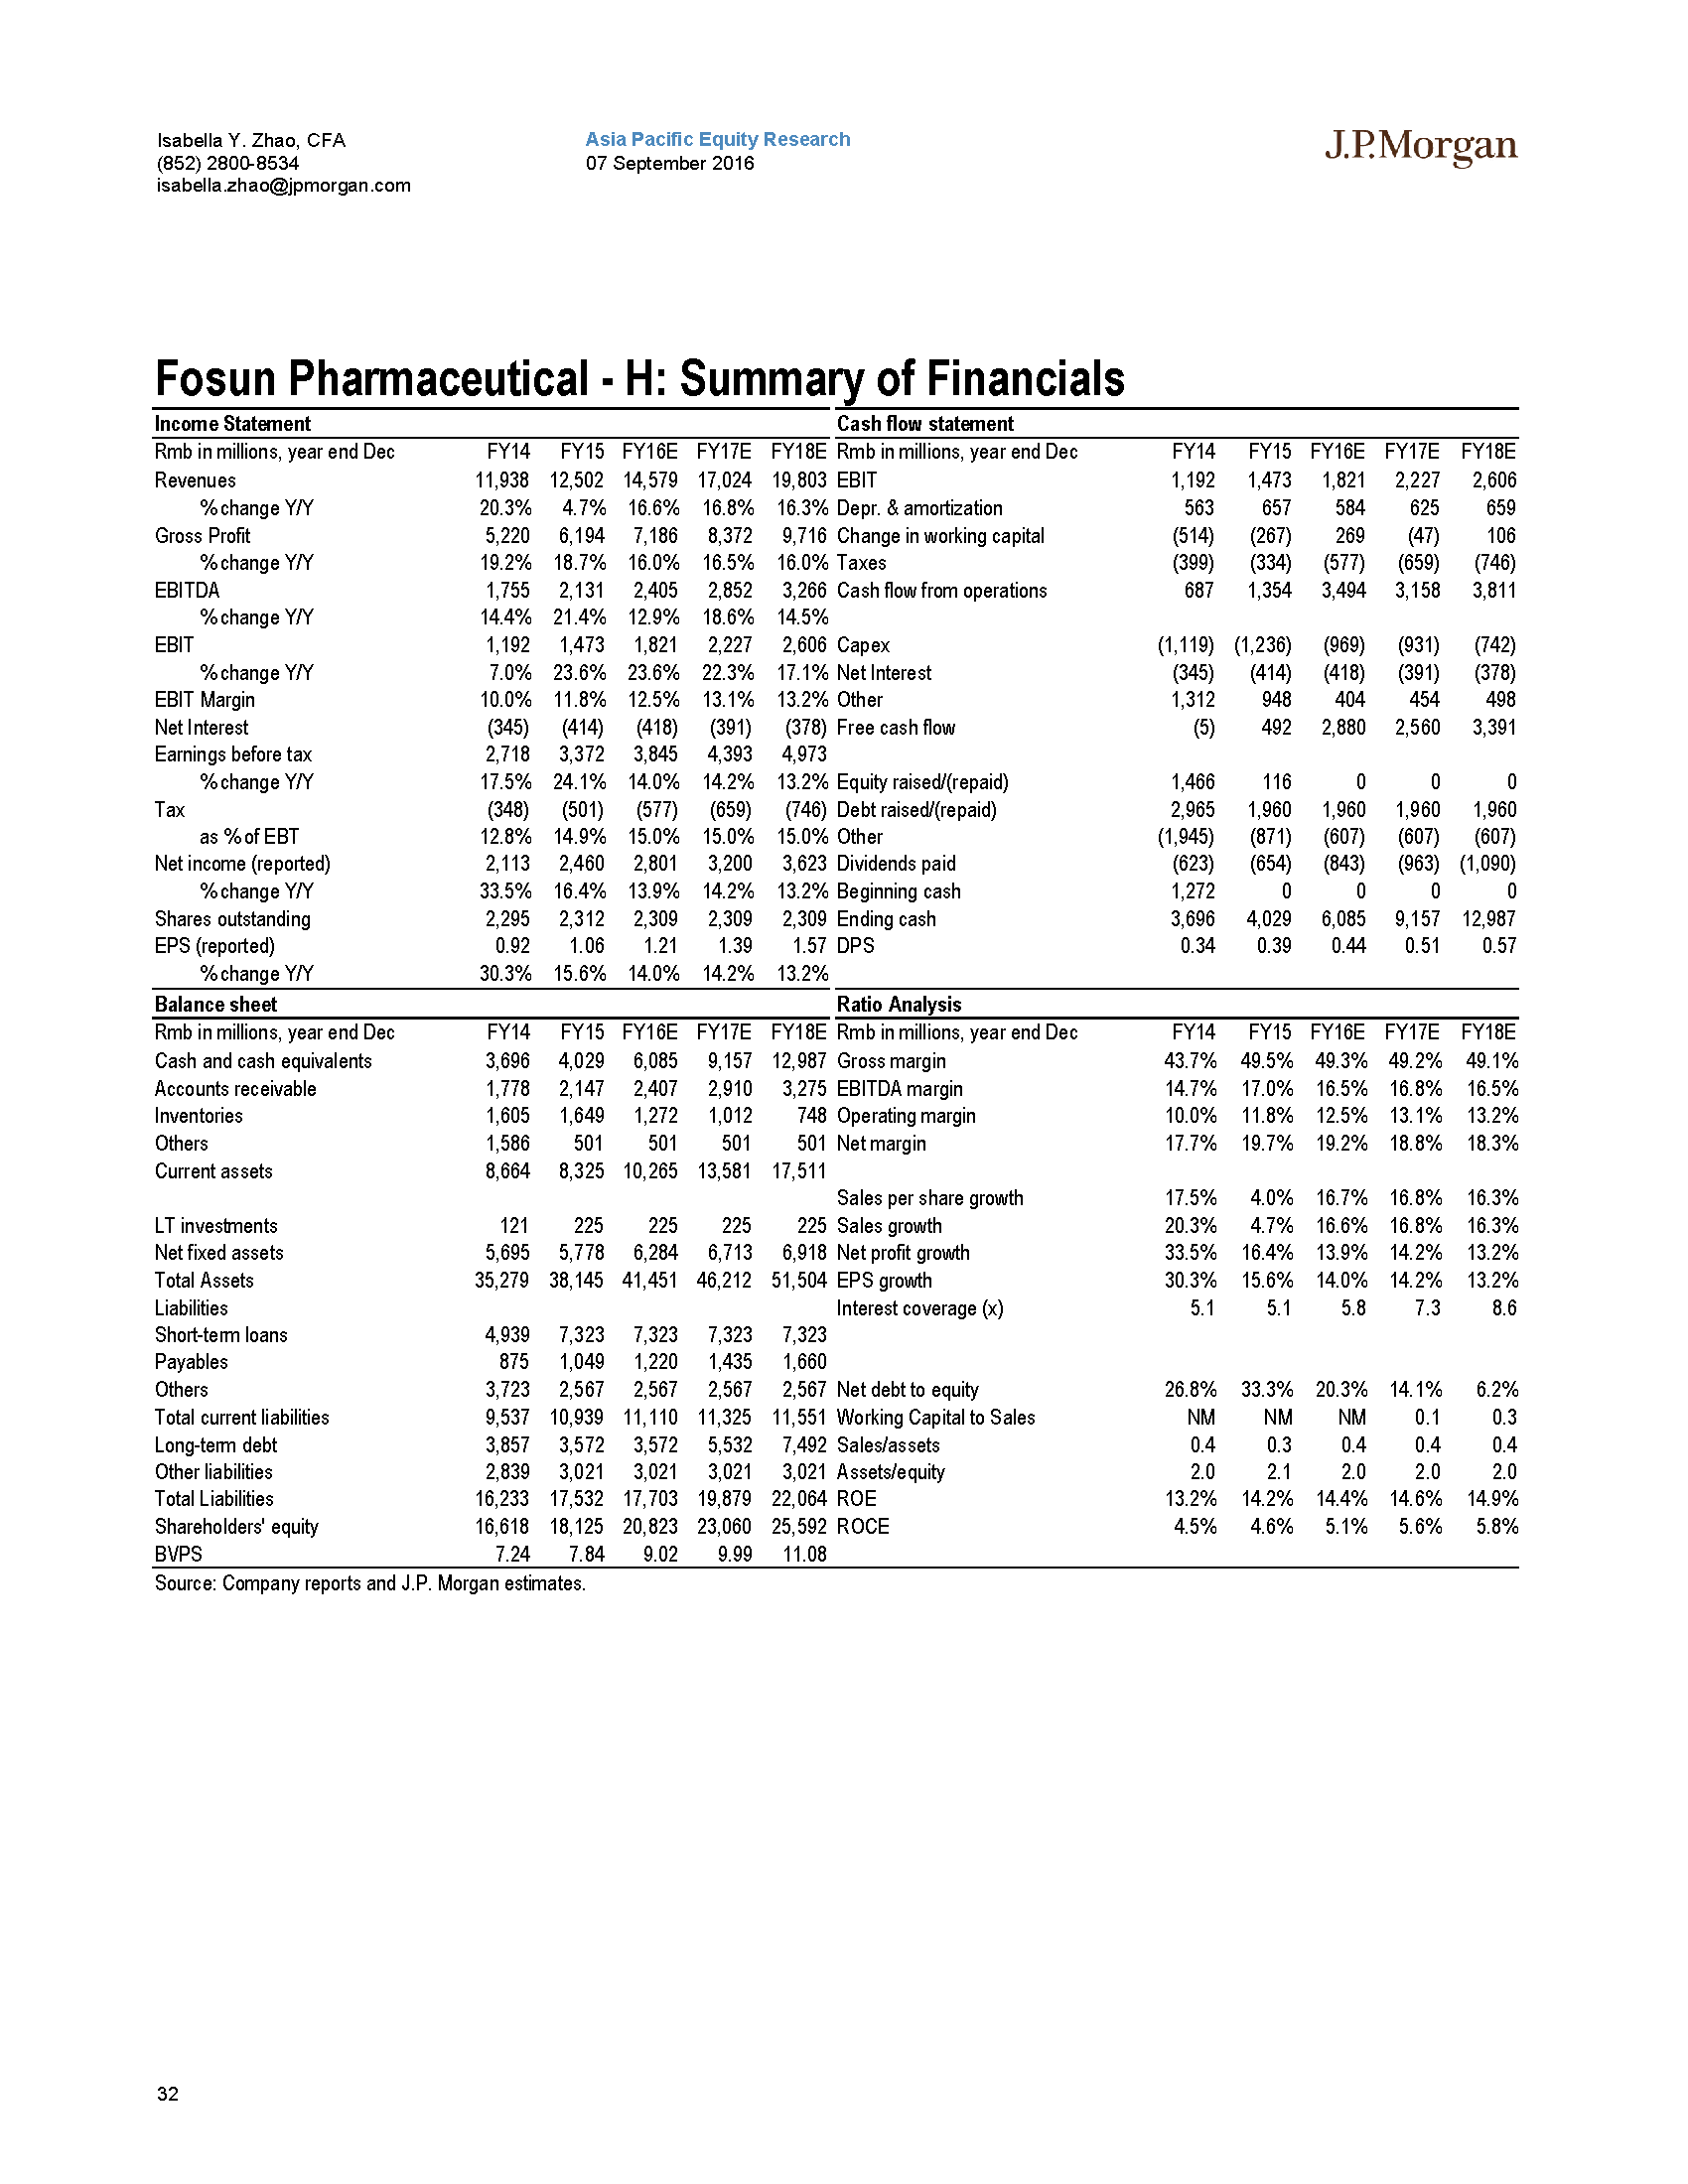 Isabella Y. Zhao, CFA
(852) 2800-8534
isabella.zhao@jpmorgan.com
Asia Pacific Equity Research
07 September 2016
J.P.Morgan
Fosun Pharmaceutical - H: Summary of Financials
Income Statement
Rmb in millions, year end Dec FY14 FY15 FY16E FY17E FY18E
Revenues 11,938 12,502 14,579 17,024 19,803
% change Y/Y 20.3% 4.7% 16.6% 16.8% 16.3%
Gross Profit 5,220 6,194 7,186 8,372 9,716
% change Y/Y 19.2% 18.7% 16.0% 16.5% 16.0%
EBITDA 1,755 2,131 2,405 2,852 3,266
% change Y/Y 14.4% 21.4% 12.9% 18.6% 14.5%
EBIT 1,192 1,473 1,821 2,227 2,606
% change Y/Y 7.0% 23.6% 23.6% 22.3% 17.1%
EBIT Margin 10.0% 11.8% 12.5% 13.1% 13.2%
Net Interest (345) (414) (418) (391) (378)
Earnings before tax 2,718 3,372 3,845 4,393 4,973
% change Y/Y 17.5% 24.1% 14.0% 14.2% 13.2%
Tax (348) (501) (577) (659) (746)
as % of EBT 12.8% 14.9% 15.0% 15.0% 15.0%
Net income (reported) 2,113 2,460 2,801 3,200 3,623
% change Y/Y 33.5% 16.4% 13.9% 14.2% 13.2%
Shares outstanding 2,295 2,312 2,309 2,309 2,309
EPS (reported) 0.92 1.06 1.21 1.39 1.57
% change Y/Y 30.3% 15.6% 14.0% 14.2% 13.2%
Cash flow statement
Rmb in millions, year end Dec FY14 FY15 FY16E FY17E FY18E
EBIT 1,192 1,473 1,821 2,227 2,606
Depr. & amortization 563 657 584 625 659
Change in working capital (514) (267) 269 (47) 106
Taxes (399) (334) (577) (659) (746)
Cash flow from operations 687 1,354 3,494 3,158 3,811
Capex (1,119) (1,236) (969) (931) (742)
Net Interest (345) (414) (418) (391) (378)
Other 1,312 948 404 454 498
Free cash flow (5) 492 2,880 2,560 3,391
Equity raised/(repaid) 1,466 116 0 0 0
Debt raised/(repaid) 2,965 1,960 1,960 1,960 1,960
Other (1,945) (871) (607) (607) (607)
Dividends paid (623) (654) (843) (963) (1,090)
Beginning cash 1,272 0 0 0 0
Ending cash 3,696 4,029 6,085 9,157 12,987
DPS 0.34 0.39 0.44 0.51 0.57
Balance sheet
Rmb in millions, year end Dec FY14 FY15 FY16E FY17E FY18E
Cash and cash equivalents 3,696 4,029 6,085 9,157 12,987
Accounts receivable 1,778 2,147 2,407 2,910 3,275
Inventories 1,605 1,649 1,272 1,012 748
Others 1,586 501 501 501 501
Current assets 8,664 8,325 10,265 13,581 17,511
LT investments 121 225 225 225 225
Net fixed assets 5,695 5,778 6,284 6,713 6,918
Total Assets 35,279 38,145 41,451 46,212 51,504
Liabilities
Short-term loans 4,939 7,323 7,323 7,323 7,323
Payables 875 1,049 1,220 1,435 1,660
Others 3,723 2,567 2,567 2,567 2,567
Total current liabilities 9,537 10,939 11,110 11,325 11,551
Long-term debt 3,857 3,572 3,572 5,532 7,492
Other liabilities 2,839 3,021 3,021 3,021 3,021
Total Liabilities 16,233 17,532 17,703 19,879 22,064
Shareholders' equity 16,618 18,125 20,823 23,060 25,592
BVPS 7.24 7.84 9.02 9.99 11.08
Ratio Analysis
Rmb in millions, year end Dec FY14 FY15 FY16E FY17E FY18E
Gross margin 43.7% 49.5% 49.3% 49.2% 49.1%
EBITDA margin 14.7% 17.0% 16.5% 16.8% 16.5%
Operating margin 10.0% 11.8% 12.5% 13.1% 13.2%
Net margin 17.7% 19.7% 19.2% 18.8% 18.3%
Sales per share growth 17.5% 4.0% 16.7% 16.8% 16.3%
Sales growth 20.3% 4.7% 16.6% 16.8% 16.3%
Net profit growth 33.5% 16.4% 13.9% 14.2% 13.2%
EPS growth 30.3% 15.6% 14.0% 14.2% 13.2%
Interest coverage (x) 5.1 5.1 5.8 7.3 8.6
Net debt to equity 26.8% 33.3% 20.3% 14.1% 6.2%
Working Capital to Sales NM NM NM 0.1 0.3
Sales/assets 0.4 0.3 0.4 0.4 0.4
Assets/equity 2.0 2.1 2.0 2.0 2.0
ROE 13.2% 14.2% 14.4% 14.6% 14.9%
ROCE 4.5% 4.6% 5.1% 5.6% 5.8%
Source: Company reports and J.P. Morgan estimates.
32